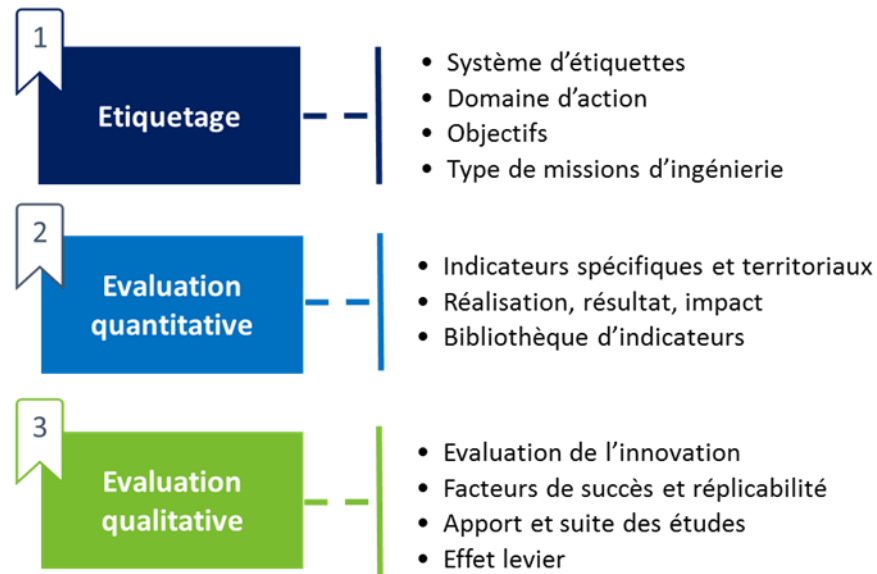 1
Etiquetage
• Système d'étiquettes
• Domaine d'action
• Objectifs
• Type de missions d'ingénierie
2
Evaluation
quantitative
• Indicateurs spécifiques et territoriaux
• Réalisation, résultat, impact
• Bibliothèque d'indicateurs
3
Evaluation
qualitative
• Evaluation de l'innovation
• Facteurs de succès et réplicabilité
• Apport et suite des études
• Effet levier